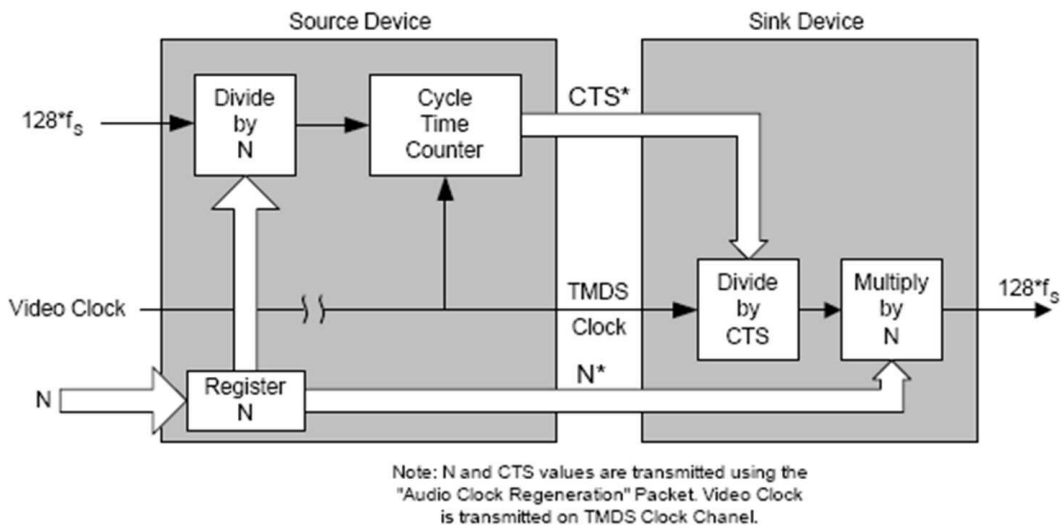 Source Device
Sink Device
Divide
by
N
Cycle
Time
Counter
CTS*
128*fs
Video Clock
TMDS
Clock
Divide
by
CTS
Multiply
by
N
128*fs
N
Register
N
N*
Note: N and CTS values are transmitted using the
"Audio Clock Regeneration" Packet. Video Clock
is transmitted on TMDS Clock Chanel.